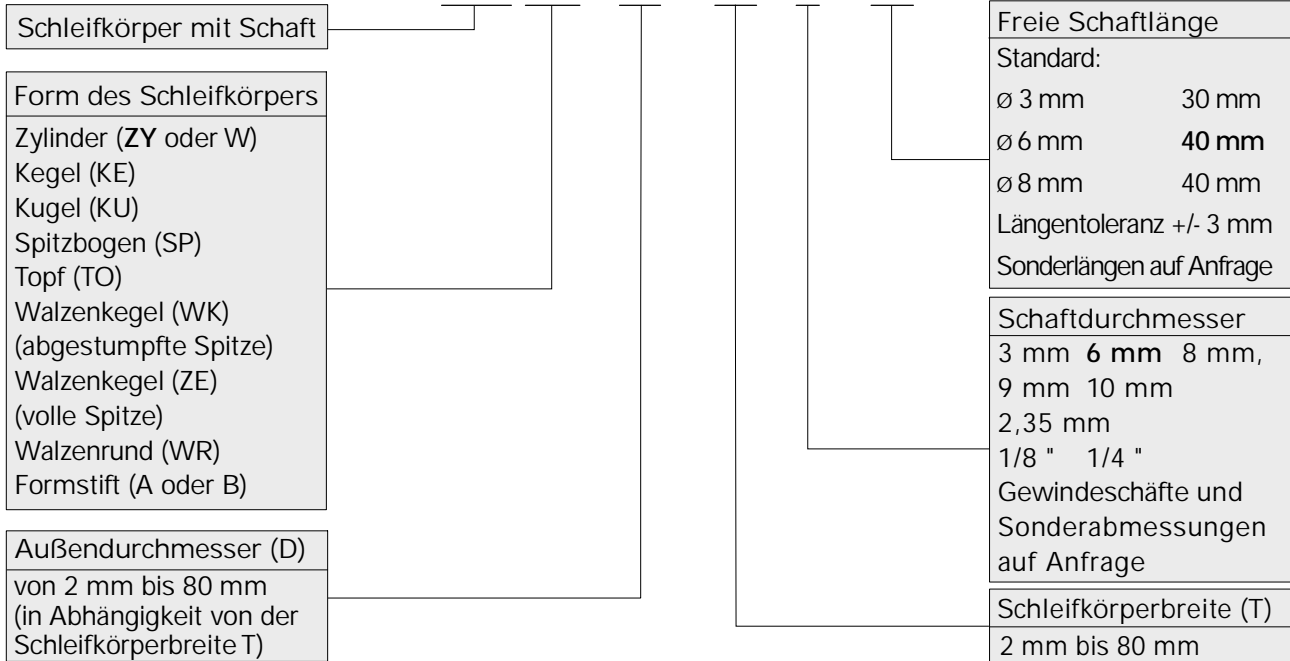 Schleifkörper mit Schaft
Form des Schleifkörpers
Zylinder (ZY oder W)
Kegel (KE)
Kugel (KU)
Spitzbogen (SP)
Topf (TO)
Walzenkegel (WK)
(abgestumpfte Spitze)
Walzenkegel (ZE)
(volle Spitze)
Walzenrund (WR)
Formstift (A oder B)
Außendurchmesser (D)
von 2 mm bis 80 mm
(in Abhängigkeit von der
Schleifkörperbreite T)
Freie Schaftlänge
Standard:
ø 3 mm 30 mm
ø 6 mm 40 mm
ø 8 mm 40 mm
Längentoleranz +/- 3 mm
Sonderlängen auf Anfrage
Schaftdurchmesser
3 mm 6 mm 8 mm,
9 mm 10 mm
2,35 mm
1/8 " 1/4 "
Gewindeschäfte und
Sonderabmessungen
auf Anfrage
Schleifkörperbreite (T)
2 mm bis 80 mm